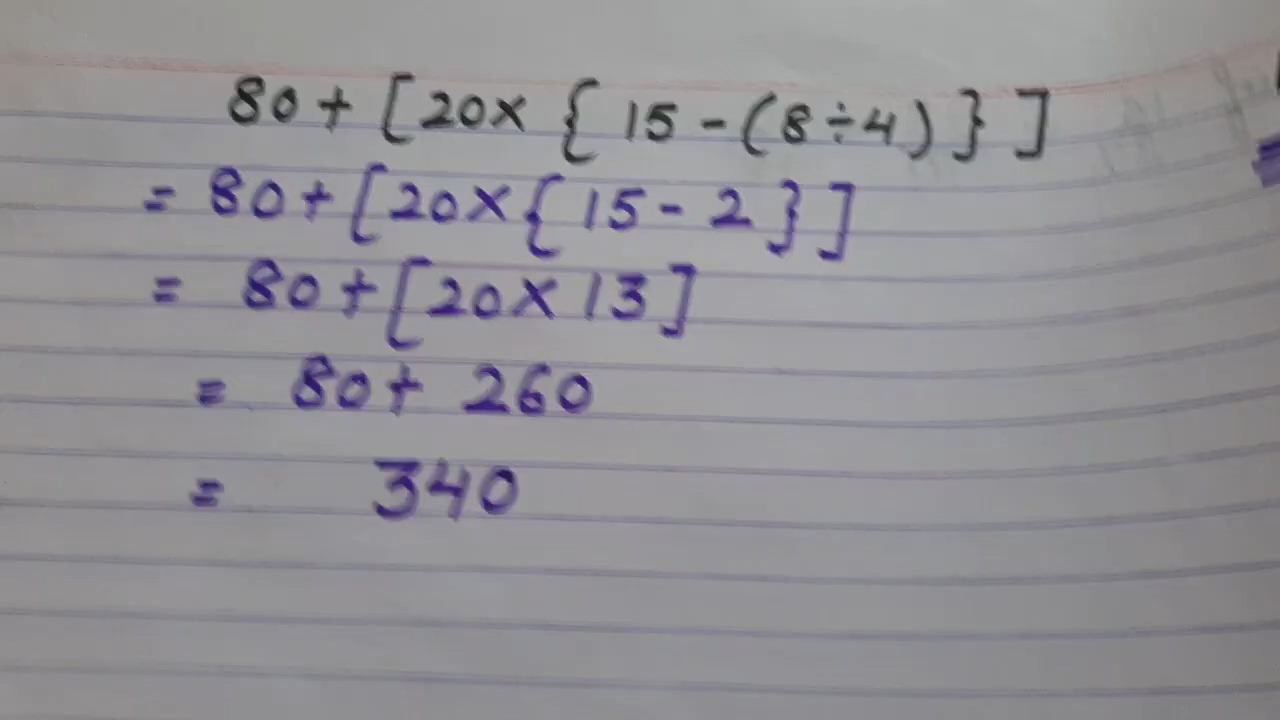 80 + [20 × { 15 - (8 ÷ 4) } ]
= 80 + [20 × { 15 - 2 } ]
= 80 + [20 × 13 ]
= 80 + 260
= 340